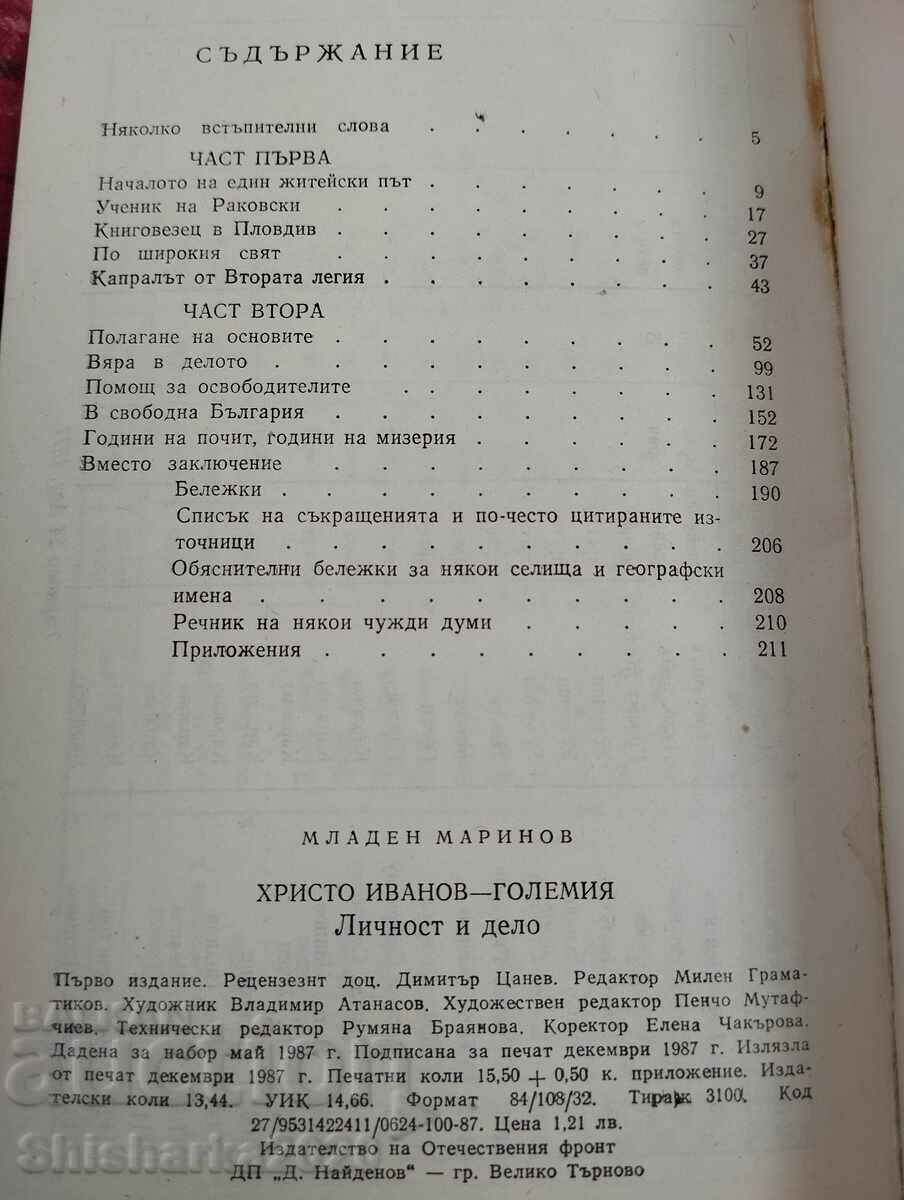 СЪДЪРЖАНИЕ
Няколко встъпителни слова . . . . . . . 5
ЧАСТ ПЪРВА
Началото на един житейски път . . . . . . . 9
Ученик на Раковски . . . . . . . . . 17
Книговезец в Пловдив . . . . . . . . . 27
По широкия свят . . . . . . . . 37
Капралът от Втората легия . . . . . . . . 43
ЧАСТ ВТОРА
Полагане на основите . . . . . . . . . 52
Вяра в делото . . . . . . . . . 99
Помощ за освободителите . . . . . . . . 131
В свободна България . . . . . . . . . 152
Години на почит, години на мизерия . . . . . . 172
Вместо заключение . . . . . . . . . 187
Бележки . . . . . . . . . . 190
Списък на съкращенията и по-често цитираните из-
точници . . . . . . . . . . 206
Обяснителни бележки за някои селища и географски
имена . . . . . . . . . . 208
Речник на някои чужди думи . . . . . 210
Приложения . . . . . . . . . 211
МЛАДЕН МАРИНОВ
ХРИСТО ИВАНОВ—ГОЛЕМИЯ
Личност и дело
Първо издание. Рецензезнт доц. Димитър Цанев. Редактор Милен Грама-
тиков. Художник Владимир Атанасов. Художествен редактор Пенчо Мутаф-
чиев. Технически редактор Румяна Браянова. Коректор Елена Чакърова.
Дадена за набор май 1987 г. Подписана за печат декември 1987 г. Излязла
от печат декември 1987 г. Печатни коли 15,50 + 0,50 к. приложение. Изда-
телски коли 13,44. УИК 14,66. Формат 84/108/32. Тираж 3100. Код
27/9531422411/0624-100-87. Цена 1,21 лв.
Издателство на Отечествения фронт
ДП „Д. Найденов“ — гр. Велико Търново